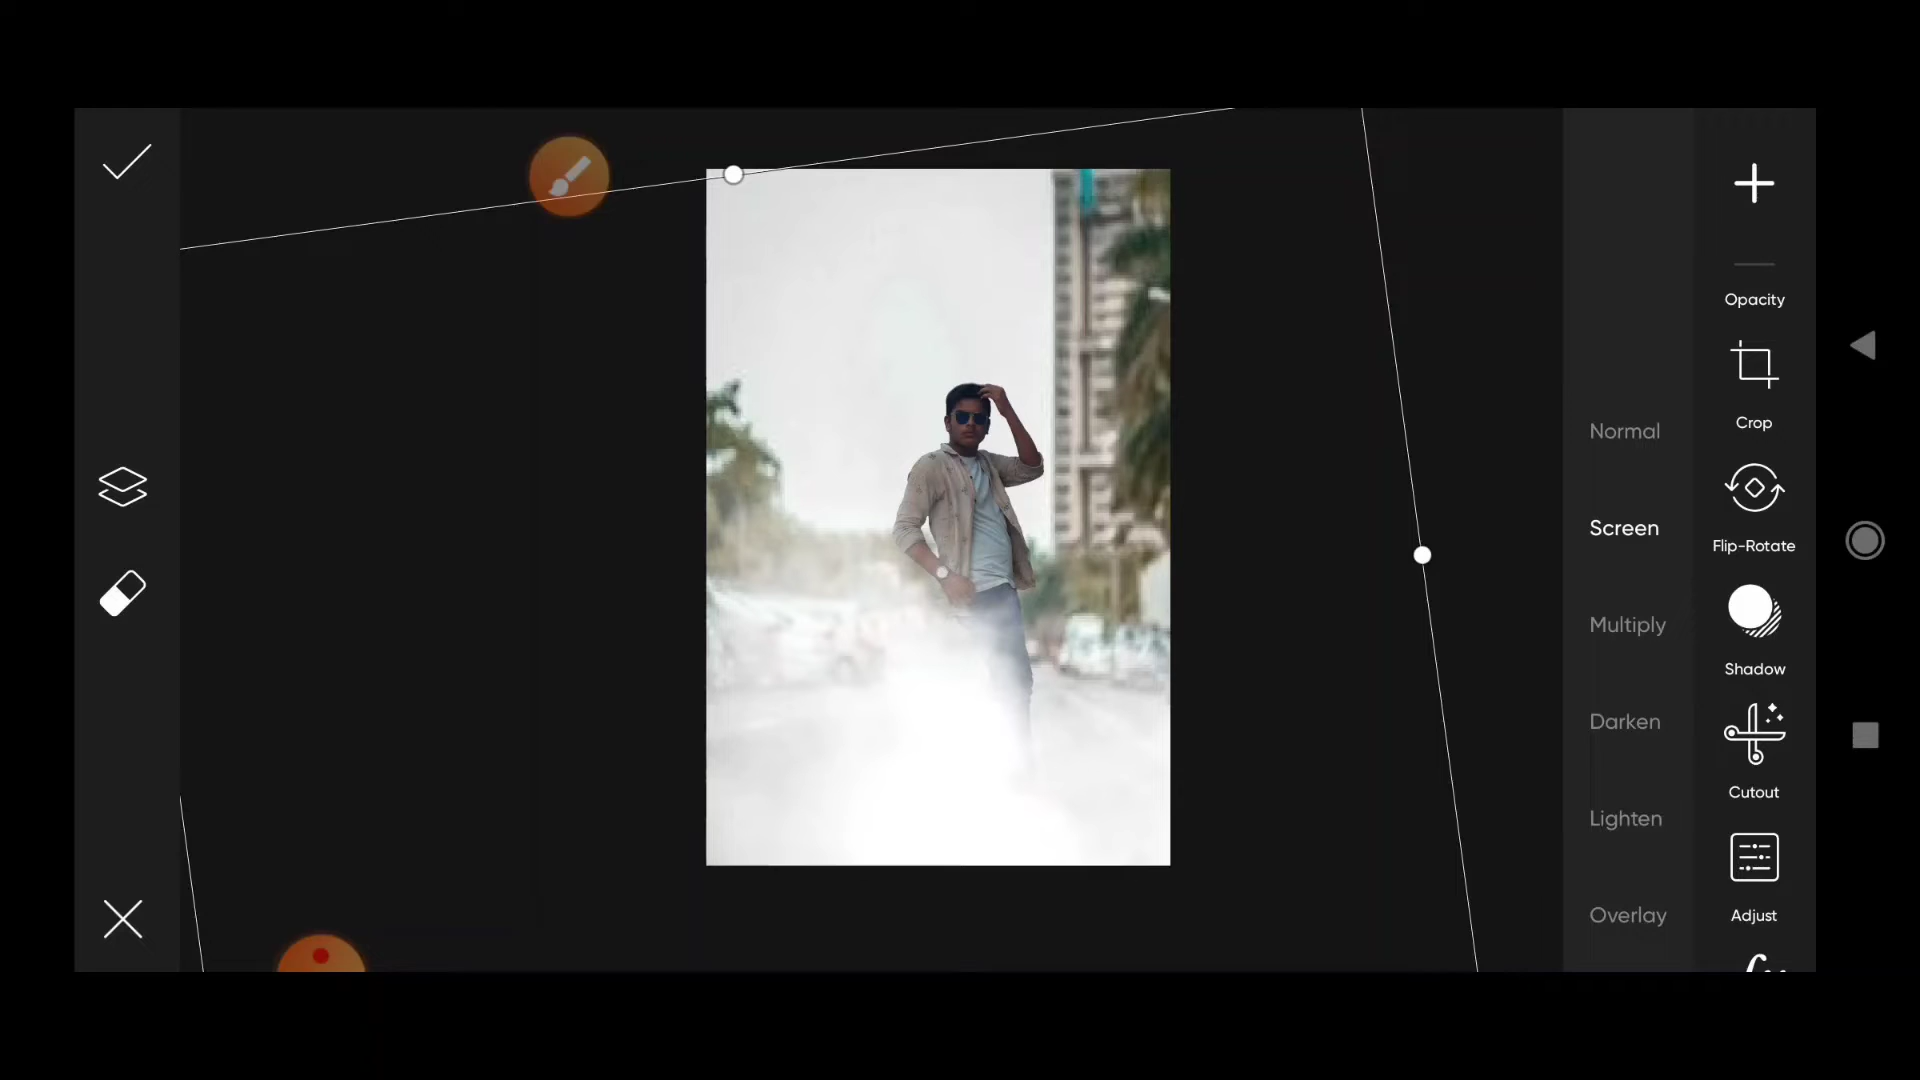 Opacity
Crop
Flip-Rotate
Shadow
Cutout
Adjust
Normal
Screen
Multiply
Darken
Lighten
Overlay